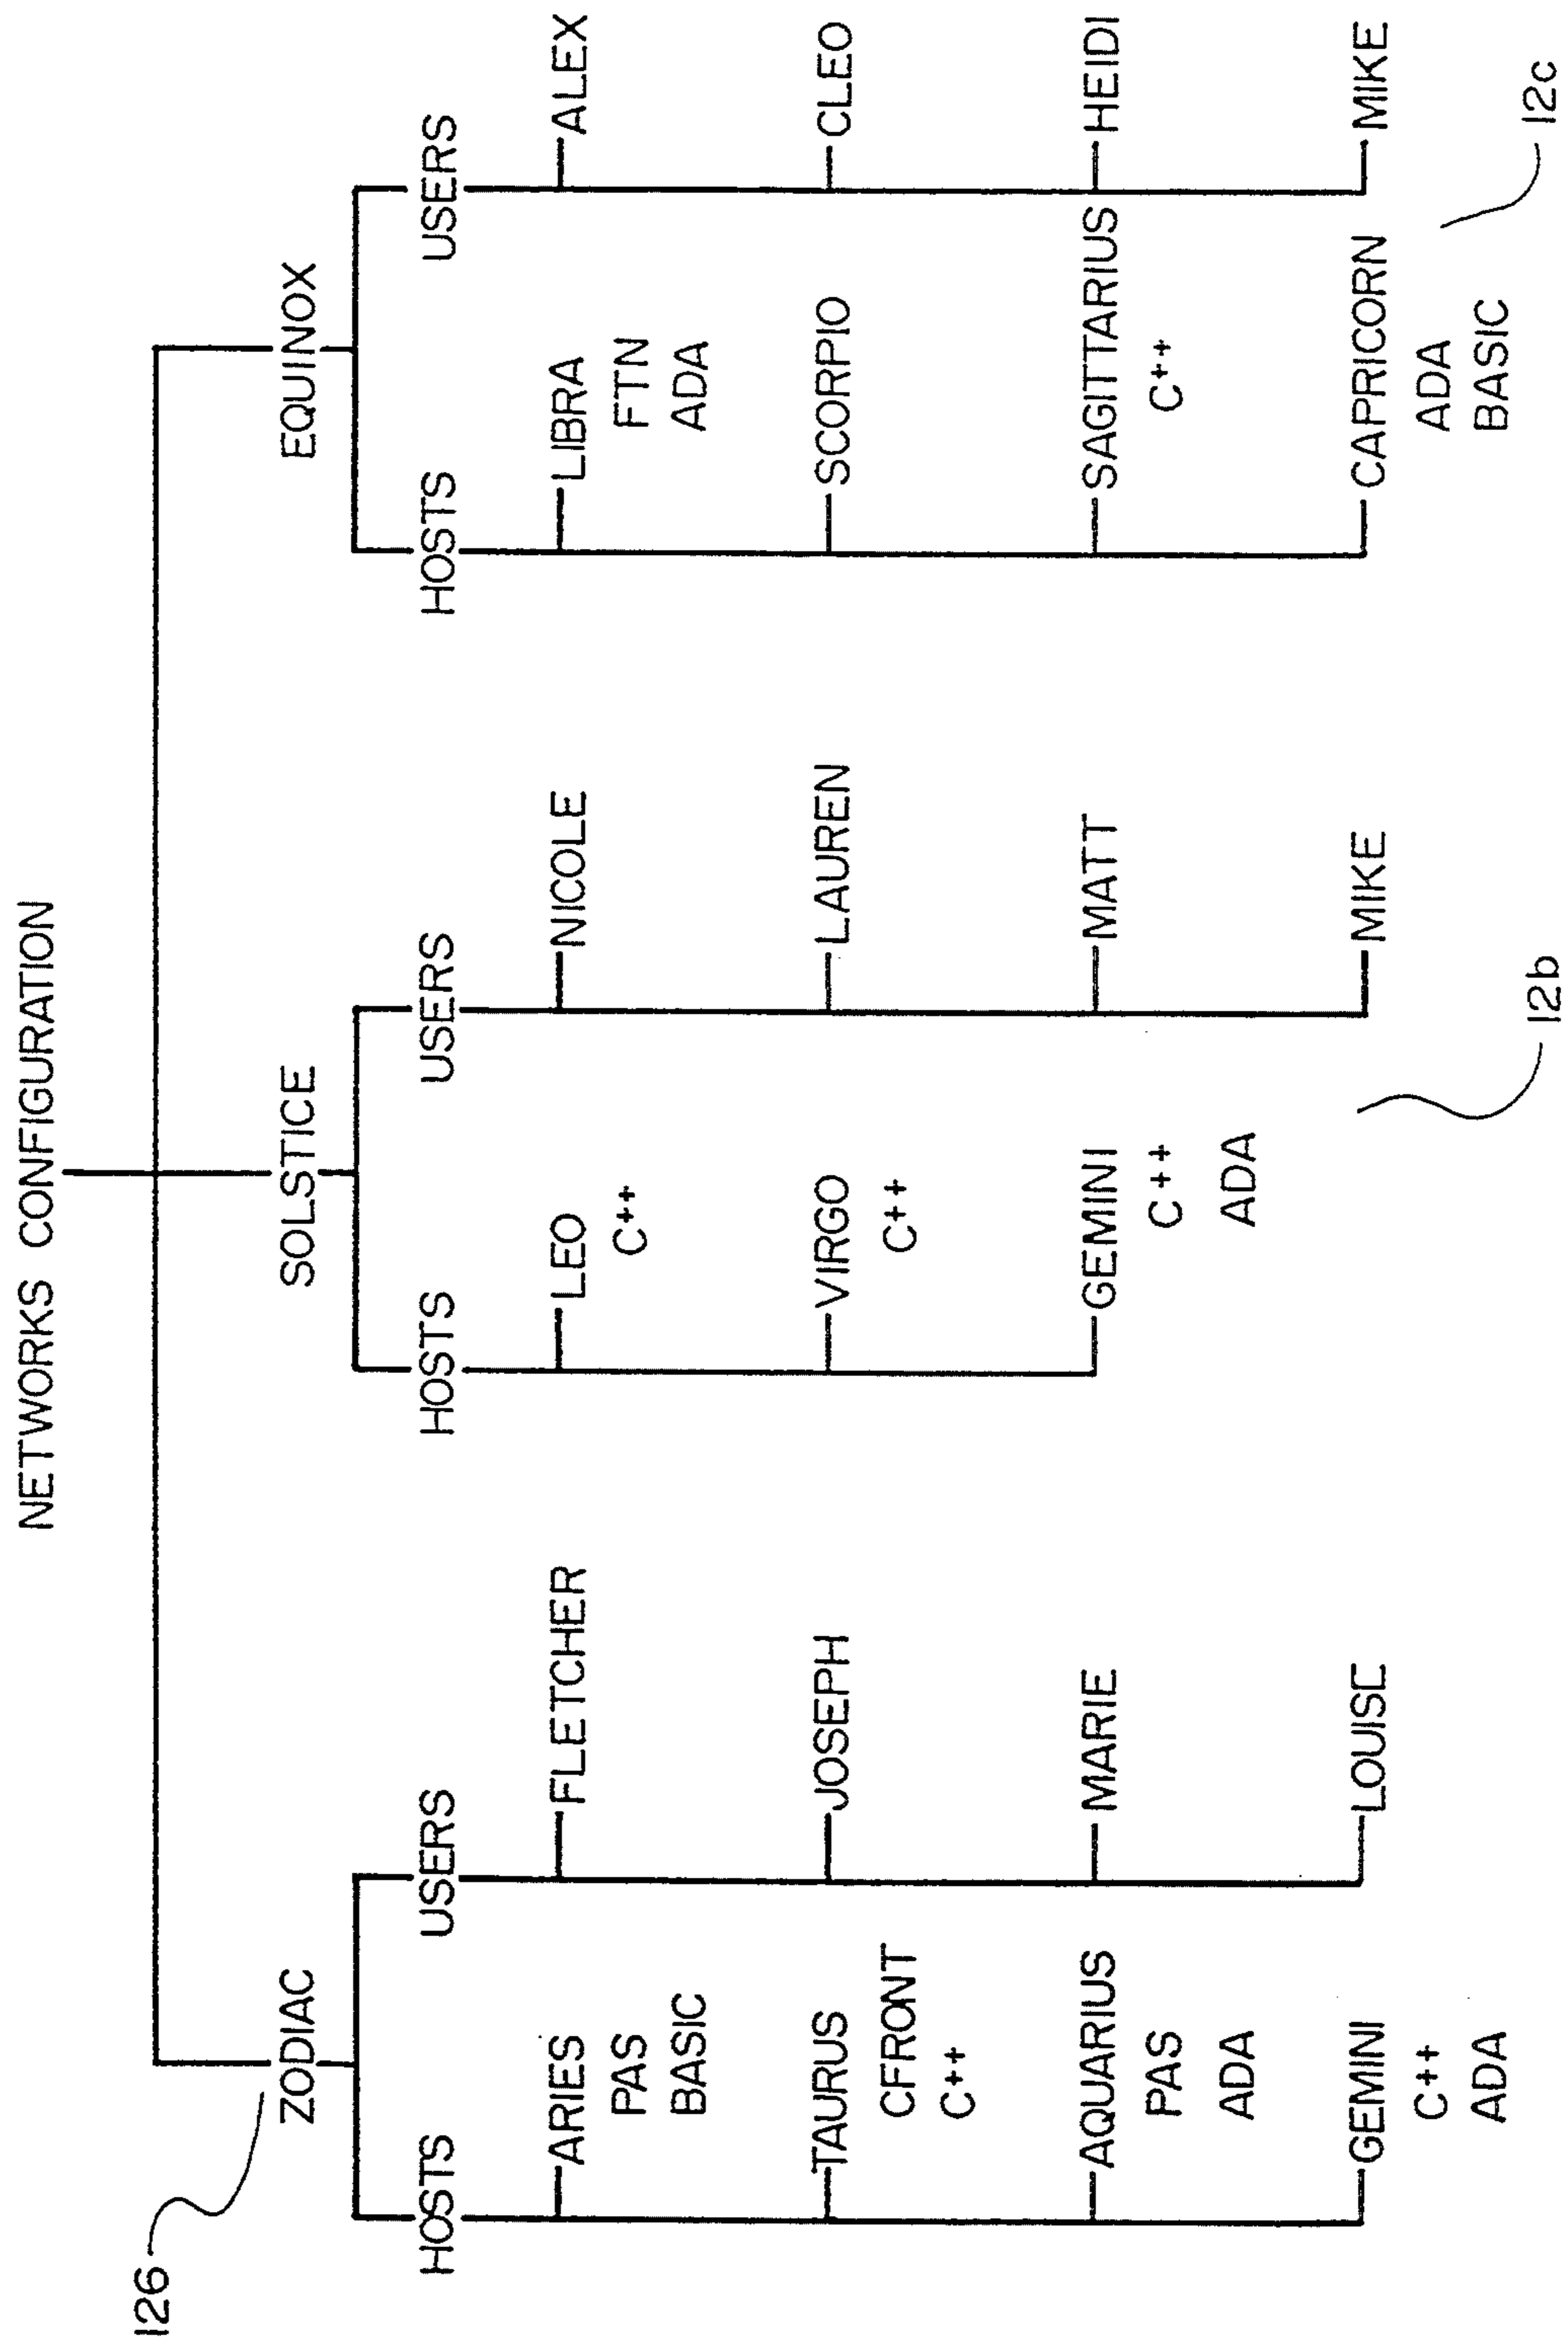 NETWORKS CONFIGURATION
126
ZODIAC
HOSTS
ARIES
PAS
BASIC
TAURUS
CFRONT
C++
AQUARIUS
PAS
ADA
GEMINI
C++
ADA
USERS
FLETCHER
JOSEPH
MARIE
LOUISE
SOLSTICE
HOSTS
LEO
C++
VIRGO
C++
GEMINI
C++
ADA
USERS
NICOLE
LAUREN
MATT
MIKE
12b
EQUINOX
HOSTS
LIBRA
FTN
ADA
SCORPIO
SAGITTARIUS
C++
CAPRICORN
ADA
BASIC
USERS
ALEX
CLEO
HEIDI
MIKE
12c